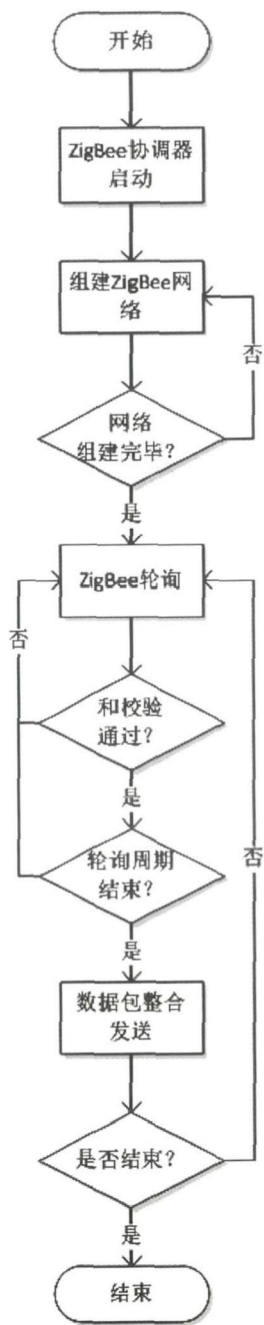 开始
ZigBee协调器
启动
组建ZigBee网
络
否
网络
组建完毕？
是
ZigBee轮询
否
和校验
通过？
是
否
轮询周期
结束？
是
数据包整合
发送
是否结束？
是
结束